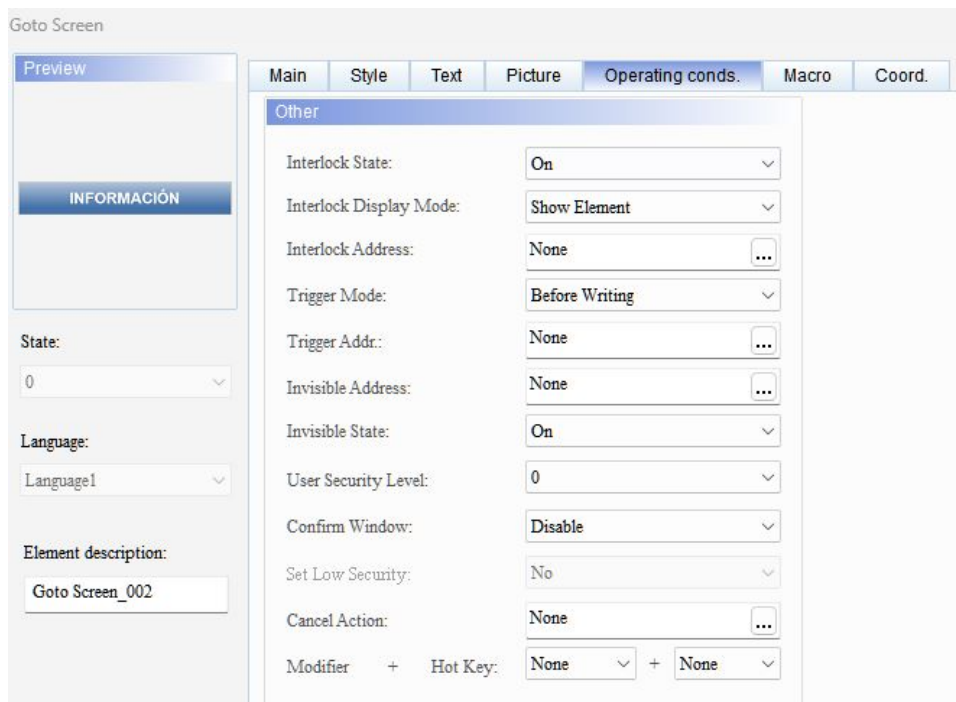 Goto Screen
Preview
Main Style Text Picture Operating conds. Macro Coord.
Other
INFORMACIÓN
State:
0
Language:
Language1
Element description:
Goto Screen_002
Interlock State: On
Interlock Display Mode: Show Element
Interlock Address: None ...
Trigger Mode: Before Writing
Trigger Addr.: None ...
Invisible Address: None ...
Invisible State: On
User Security Level: 0
Confirm Window: Disable
Set Low Security: No
Cancel Action: None ...
Modifier + Hot Key: None + None